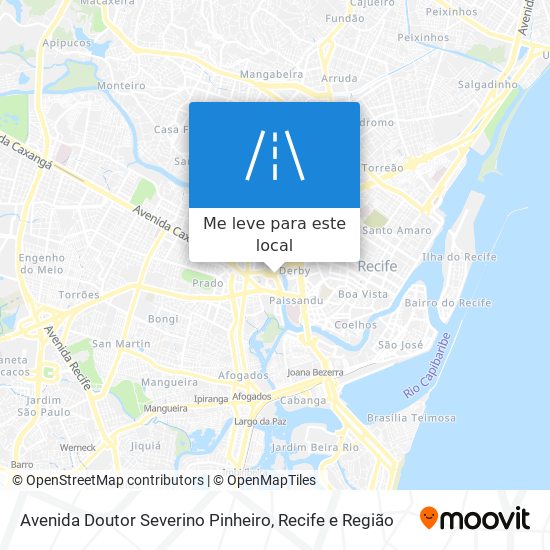 Macaxeira
Cajueiro
Fundão
Avenida
Peixinhos
Peixinhos
Apipucos
Mangabeira
Arruda
Salgadinho
Monteiro
Casa F
dromo
Torreão
da Caxangá
Avenida Cax
Me leve para este
local
Santo Amaro
Engenho
do Meio
Derby
Recife
Ilha do Recife
Prado
Torrões
Paissandu
Boa Vista
Bairro do Recife
Bongi
Coelhos
Avenida Recife
San Martin
São José
Rio Capibaribe
Planeta
acacos
Jardim
São Paulo
Mangueira
Afogados
Joana Bezerra
Ipiranga
Afogados
Cabanga
Mangueira
Largo da Paz
Brasília Teimosa
Barro
Werneck
Jiquiá
Jardim Beira Rio
© OpenStreetMap contributors | © OpenMapTiles
Avenida Doutor Severino Pinheiro, Recife e Região
moovit